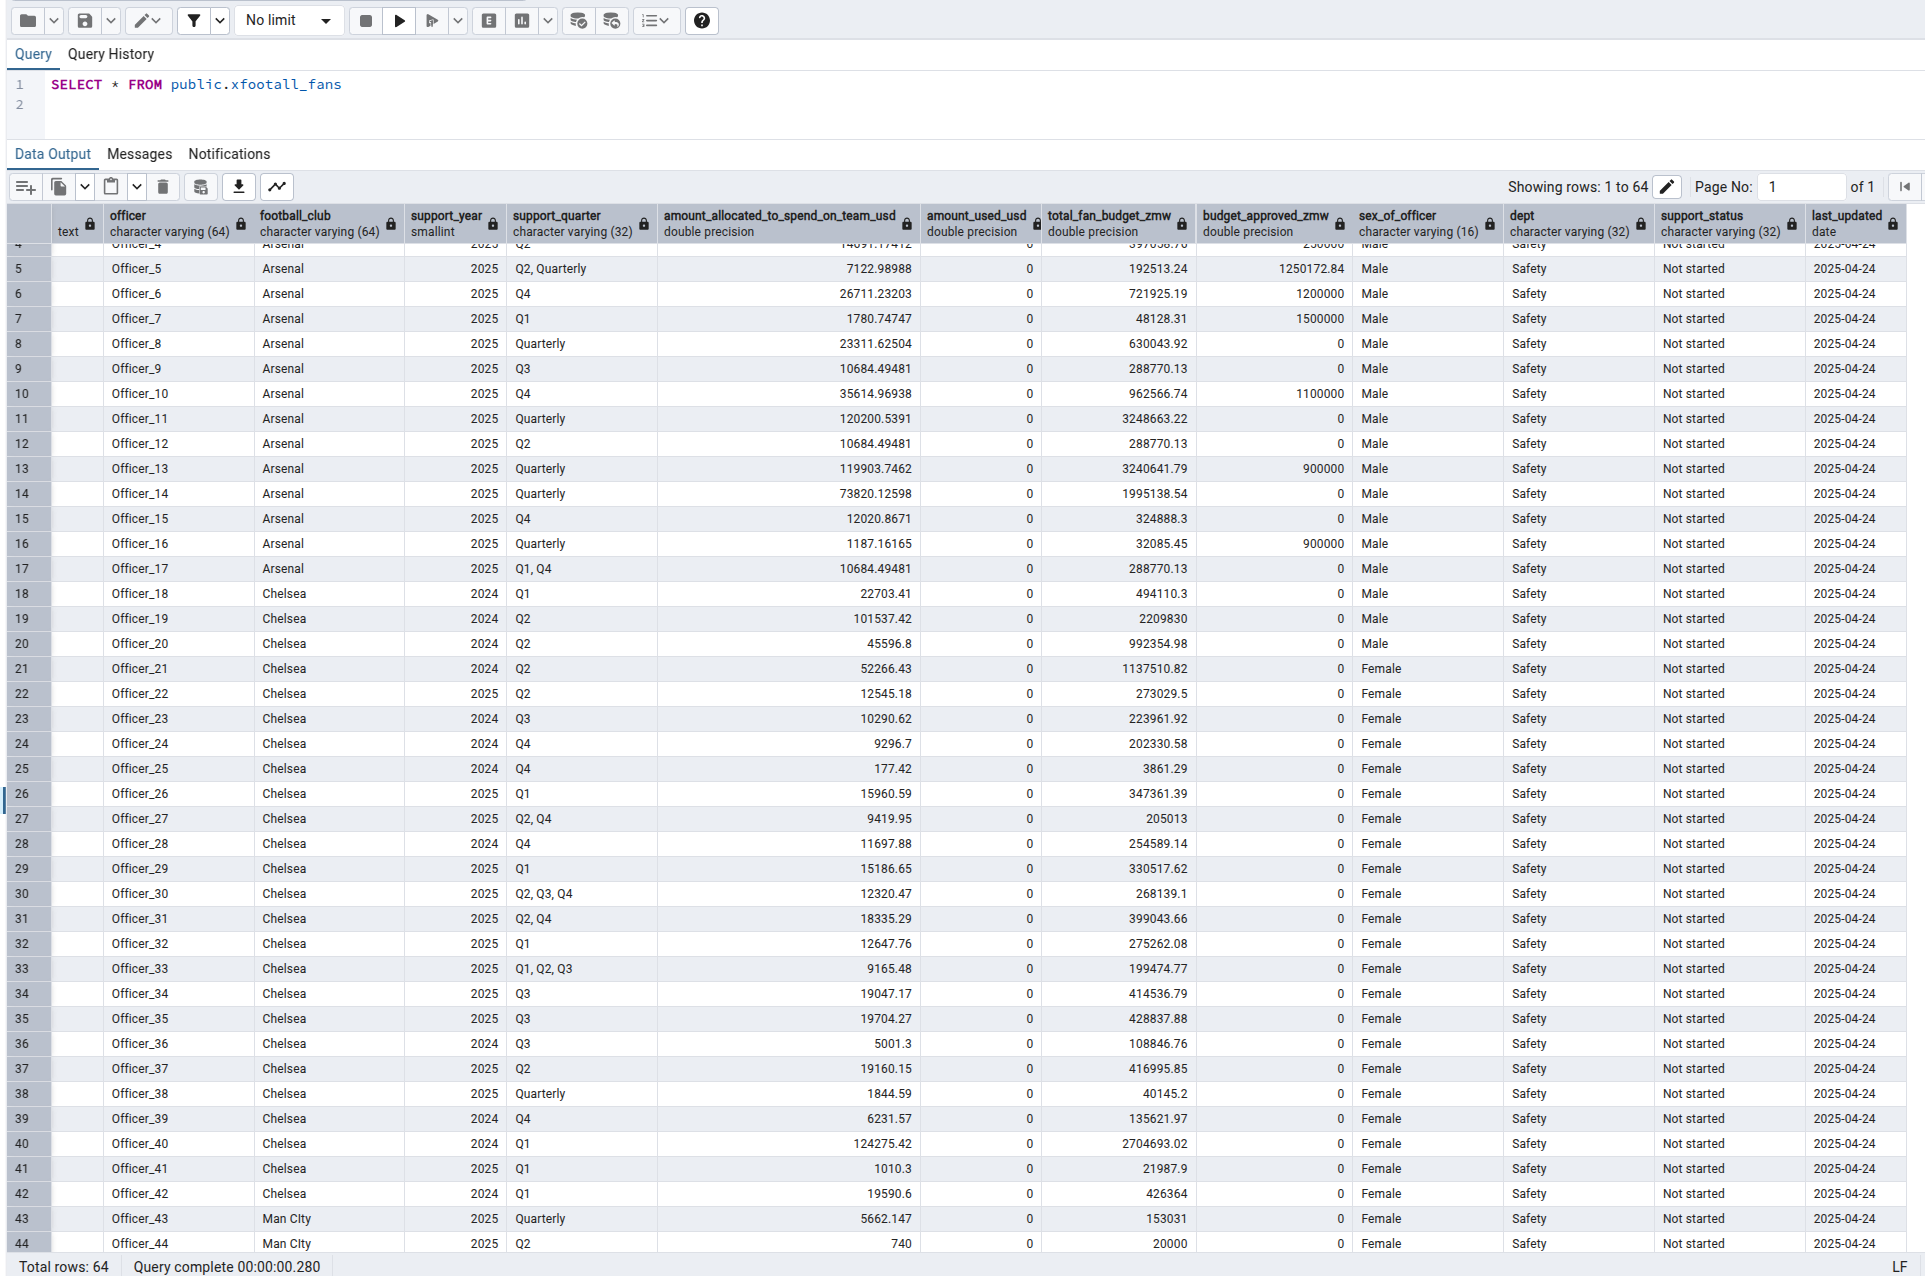 No limit
E
Query Query History
1 SELECT * FROM public.xfootall_fans
2
Data Output Messages Notifications
Showing rows: 1 to 64 Page No: 1 of 1
officer football_club support_year support_quarter amount_allocated_to_spend_on_team_usd amount_used_usd total_fan_budget_zmw budget_approved_zmw sex_of_officer dept support_status last_updated
text character varying (64) character varying (64) smallint character varying (32) double precision double precision double precision double precision character varying (16) character varying (32) character varying (32) date
4 Officer_4 Arsenal 2025 Q2 14091.17412 0 397058.70 250000 Male Safety Not started 2025-04-24
5 Officer_5 Arsenal 2025 Q2, Quarterly 7122.98988 0 192513.24 1250172.84 Male Safety Not started 2025-04-24
6 Officer_6 Arsenal 2025 Q4 26711.23203 0 721925.19 1200000 Male Safety Not started 2025-04-24
7 Officer_7 Arsenal 2025 Q1 1780.74747 0 48128.31 1500000 Male Safety Not started 2025-04-24
8 Officer_8 Arsenal 2025 Quarterly 23311.62504 0 630043.92 0 Male Safety Not started 2025-04-24
9 Officer_9 Arsenal 2025 Q3 10684.49481 0 288770.13 0 Male Safety Not started 2025-04-24
10 Officer_10 Arsenal 2025 Q4 35614.96938 0 962566.74 1100000 Male Safety Not started 2025-04-24
11 Officer_11 Arsenal 2025 Quarterly 120200.5391 0 3248663.22 0 Male Safety Not started 2025-04-24
12 Officer_12 Arsenal 2025 Q2 10684.49481 0 288770.13 0 Male Safety Not started 2025-04-24
13 Officer_13 Arsenal 2025 Quarterly 119903.7462 0 3240641.79 900000 Male Safety Not started 2025-04-24
14 Officer_14 Arsenal 2025 Quarterly 73820.12598 0 1995138.54 0 Male Safety Not started 2025-04-24
15 Officer_15 Arsenal 2025 Q4 12020.8671 0 324888.3 0 Male Safety Not started 2025-04-24
16 Officer_16 Arsenal 2025 Quarterly 1187.16165 0 32085.45 900000 Male Safety Not started 2025-04-24
17 Officer_17 Arsenal 2025 Q1, Q4 10684.49481 0 288770.13 0 Male Safety Not started 2025-04-24
18 Officer_18 Chelsea 2024 Q1 22703.41 0 494110.3 0 Male Safety Not started 2025-04-24
19 Officer_19 Chelsea 2024 Q2 101537.42 0 2209830 0 Male Safety Not started 2025-04-24
20 Officer_20 Chelsea 2024 Q2 45596.8 0 992354.98 0 Male Safety Not started 2025-04-24
21 Officer_21 Chelsea 2024 Q2 52266.43 0 1137510.82 0 Female Safety Not started 2025-04-24
22 Officer_22 Chelsea 2025 Q2 12545.18 0 273029.5 0 Female Safety Not started 2025-04-24
23 Officer_23 Chelsea 2024 Q3 10290.62 0 223961.92 0 Female Safety Not started 2025-04-24
24 Officer_24 Chelsea 2024 Q4 9296.7 0 202330.58 0 Female Safety Not started 2025-04-24
25 Officer_25 Chelsea 2024 Q4 177.42 0 3861.29 0 Female Safety Not started 2025-04-24
26 Officer_26 Chelsea 2025 Q1 15960.59 0 347361.39 0 Female Safety Not started 2025-04-24
27 Officer_27 Chelsea 2025 Q2, Q4 9419.95 0 205013 0 Female Safety Not started 2025-04-24
28 Officer_28 Chelsea 2025 Q4 11697.88 0 254589.14 0 Female Safety Not started 2025-04-24
29 Officer_29 Chelsea 2025 Q1 15186.65 0 330517.62 0 Female Safety Not started 2025-04-24
30 Officer_30 Chelsea 2025 Q2, Q3, Q4 12320.47 0 268139.1 0 Female Safety Not started 2025-04-24
31 Officer_31 Chelsea 2025 Q2, Q4 18335.29 0 399043.66 0 Female Safety Not started 2025-04-24
32 Officer_32 Chelsea 2025 Q1 12647.76 0 275262.08 0 Female Safety Not started 2025-04-24
33 Officer_33 Chelsea 2025 Q1, Q2, Q3 9165.48 0 199474.77 0 Female Safety Not started 2025-04-24
34 Officer_34 Chelsea 2025 Q3 19047.17 0 414536.79 0 Female Safety Not started 2025-04-24
35 Officer_35 Chelsea 2025 Q3 19704.27 0 428837.88 0 Female Safety Not started 2025-04-24
36 Officer_36 Chelsea 2024 Q3 5001.3 0 108846.76 0 Female Safety Not started 2025-04-24
37 Officer_37 Chelsea 2025 Q2 19160.15 0 416995.85 0 Female Safety Not started 2025-04-24
38 Officer_38 Chelsea 2025 Quarterly 1844.59 0 40145.2 0 Female Safety Not started 2025-04-24
39 Officer_39 Chelsea 2024 Q4 6231.57 0 135621.97 0 Female Safety Not started 2025-04-24
40 Officer_40 Chelsea 2024 Q1 124275.42 0 2704693.02 0 Female Safety Not started 2025-04-24
41 Officer_41 Chelsea 2025 Q1 1010.3 0 21987.9 0 Female Safety Not started 2025-04-24
42 Officer_42 Chelsea 2024 Q1 19590.6 0 426364 0 Female Safety Not started 2025-04-24
43 Officer_43 Man CIty 2025 Quarterly 5662.147 0 153031 0 Female Safety Not started 2025-04-24
44 Officer_44 Man CIty 2025 Q2 740 0 20000 0 Female Safety Not started 2025-04-24
Total rows: 64 Query complete 00:00:00.280 LF